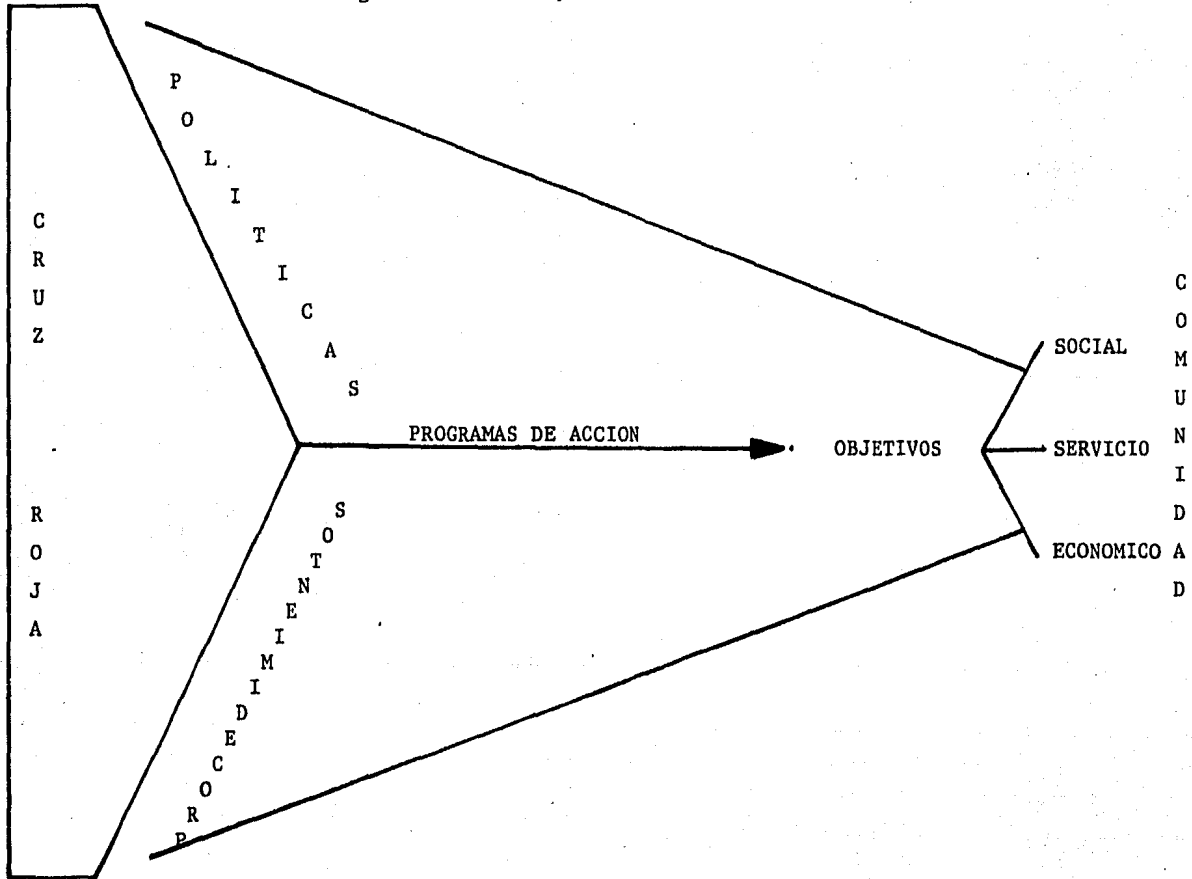 CRUZ ROJA
POLITICAS
PROCEDIMIENTOS
PROGRAMAS DE ACCION
OBJETIVOS
SOCIAL
SERVICIO
ECONOMICO
COMUNIDAD